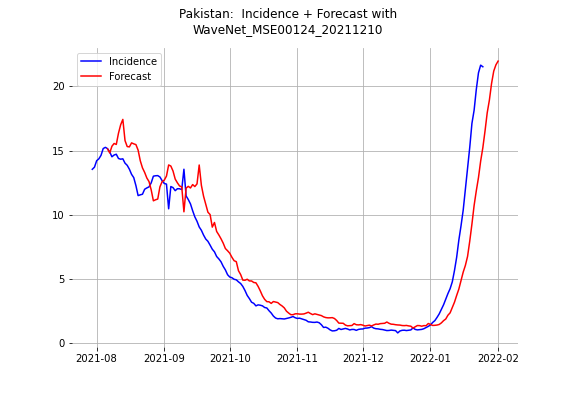 Pakistan:  Incidence + Forecast with
WaveNet_MSE00124_20211210
Incidence
Forecast
20
15
10
5
0
2021-08 2021-09 2021-10 2021-11 2021-12 2022-01 2022-02